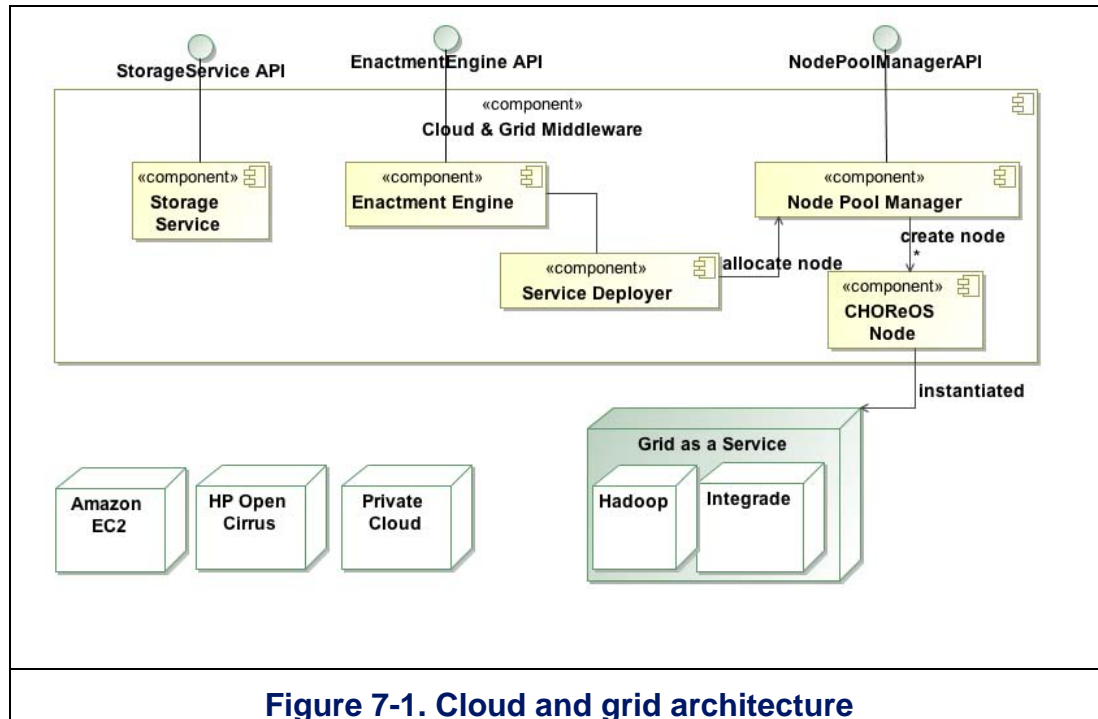 StorageService API
EnactmentEngine API
NodePoolManagerAPI
«component»
Cloud & Grid Middleware
«component»
Storage
Service
«component»
Enactment Engine
«component»
Node Pool Manager
create node
*
«component»
Service Deployer
allocate node
«component»
CHOReOS
Node
instantiated
Grid as a Service
Hadoop
Integrade
Amazon
EC2
HP Open
Cirrus
Private
Cloud
Figure 7-1. Cloud and grid architecture